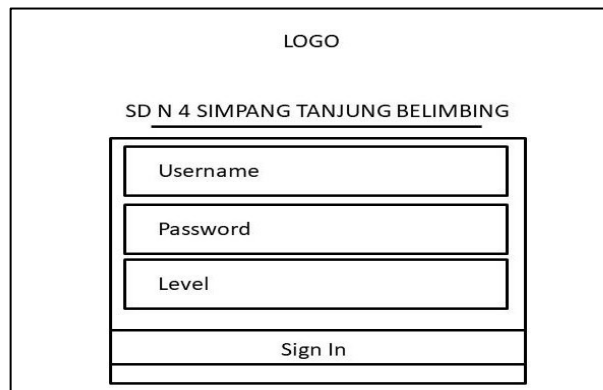 LOGO
SD N 4 SIMPANG TANJUNG BELIMBING
Username
Password
Level
Sign In